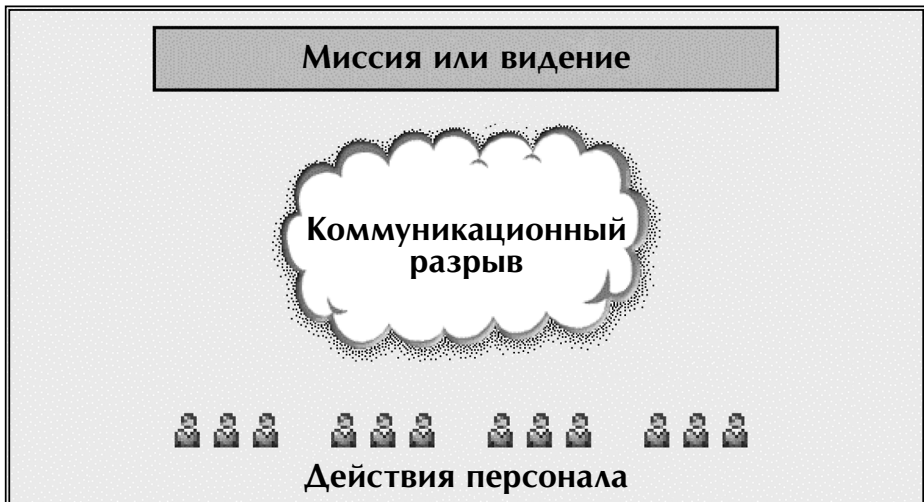 Миссия или видение
Коммуникационный
разрыв
Действия персонала